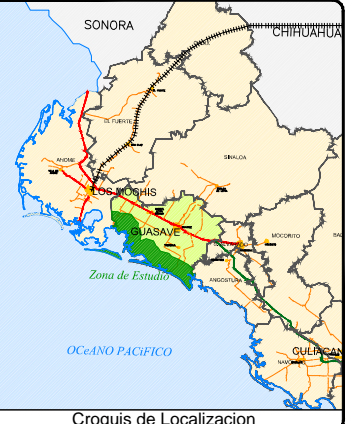 SONORA
CHIHUAHUA
EL FUERTE
AHOME
SINALOA
LOS MOCHIS
GUASAVE
MOCORITO
Zona de Estudio
ANGOSTURA
OCeANO PACiFICO
CULIACAN
Croquis de Localizacion